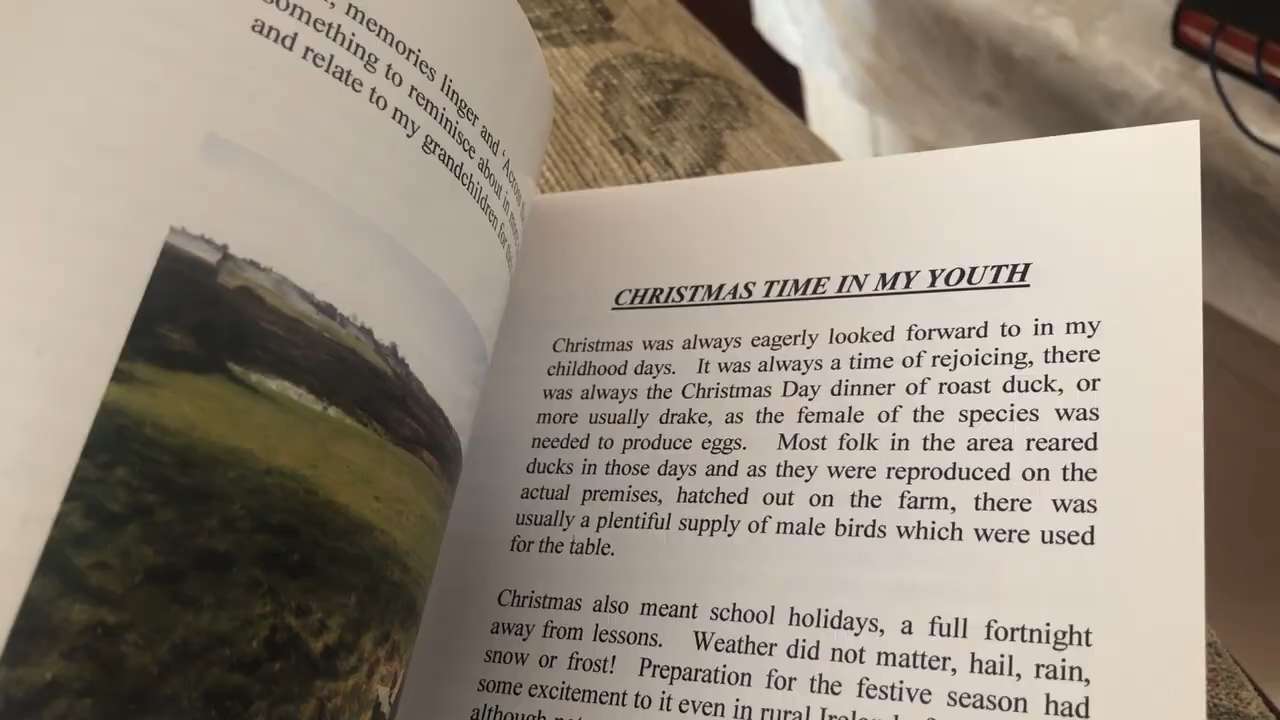 memories linger and 'Across
something to reminisce about in
and relate to my grandchildren for
CHRISTMAS TIME IN MY YOUTH
Christmas was always eagerly looked forward to in my
childhood days. It was always a time of rejoicing, there
was always the Christmas Day dinner of roast duck, or
more usually drake, as the female of the species was
needed to produce eggs. Most folk in the area reared
ducks in those days and as they were reproduced on the
actual premises, hatched out on the farm, there was
usually a plentiful supply of male birds which were used
for the table.
Christmas also meant school holidays, a full fortnight
away from lessons. Weather did not matter, hail, rain,
snow or frost! Preparation for the festive season had
some excitement to it even in rural
although